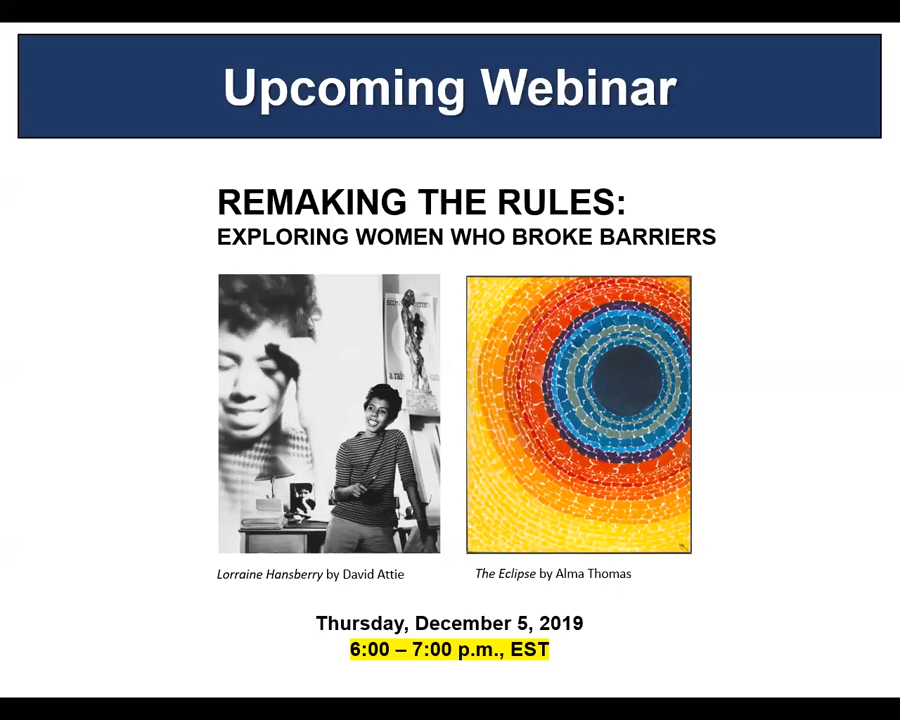 Upcoming Webinar
REMAKING THE RULES:
EXPLORING WOMEN WHO BROKE BARRIERS
Lorraine Hansberry by David Attie
The Eclipse by Alma Thomas
Thursday, December 5, 2019
6:00 – 7:00 p.m., EST